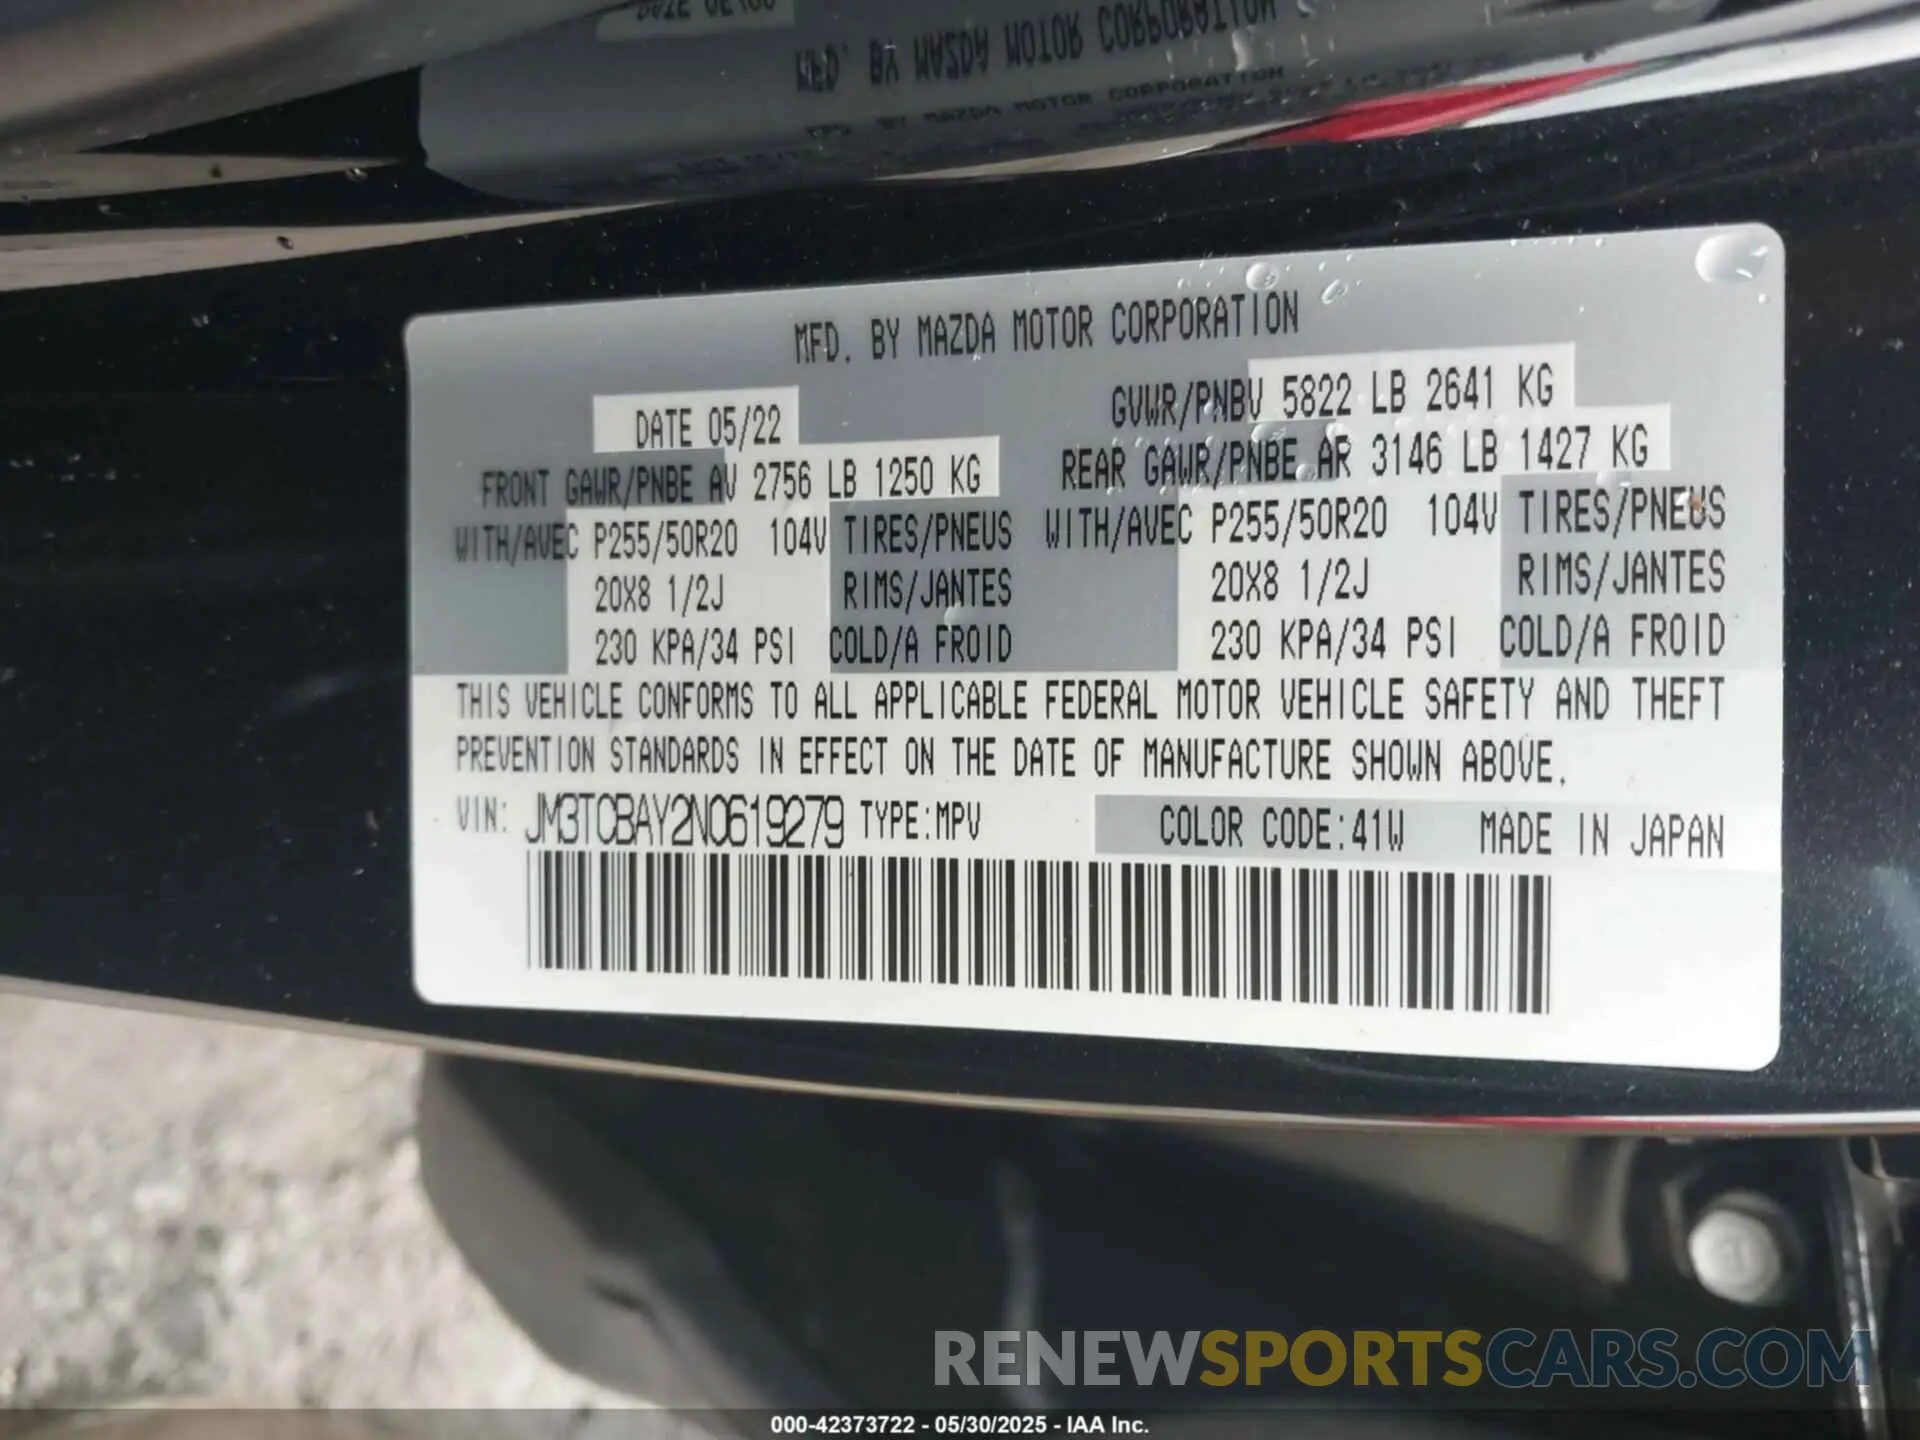 MFD. BY MAZDA MOTOR CORPORATION
DATE 05/22 GVWR/PNBV 5822 LB 2641 KG
FRONT GAWR/PNBE AV 2756 LB 1250 KG REAR GAWR/PNBE AR 3146 LB 1427 KG
WITH/AVEC P255/50R20 104V TIRES/PNEUS WITH/AVEC P255/50R20 104V TIRES/PNEUS
20X8 1/2J RIMS/JANTES 20X8 1/2J RIMS/JANTES
230 KPA/34 PSI COLD/A FROID 230 KPA/34 PSI COLD/A FROID
THIS VEHICLE CONFORMS TO ALL APPLICABLE FEDERAL MOTOR VEHICLE SAFETY AND THEFT
PREVENTION STANDARDS IN EFFECT ON THE DATE OF MANUFACTURE SHOWN ABOVE.
VIN: JM3TCBAY2N0619279 TYPE:MPV COLOR CODE:41W MADE IN JAPAN
RENEWSPORTSCARS.COM
000-42373722 - 05/30/2025 - IAA Inc.